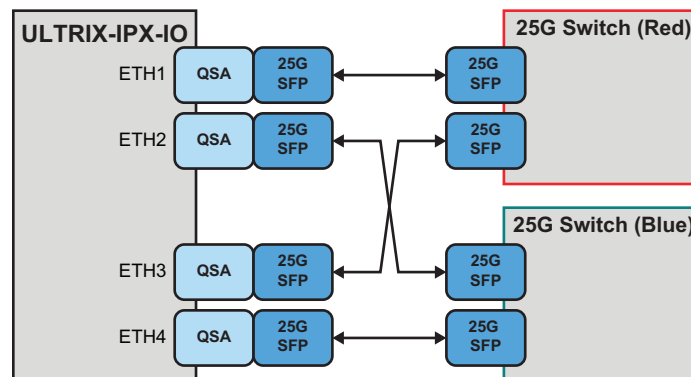 ULTRIX-IPX-IO
25G Switch (Red)
ETH1
QSA
25G
SFP
25G
SFP
ETH2
QSA
25G
SFP
25G
SFP
25G Switch (Blue)
ETH3
QSA
25G
SFP
25G
SFP
ETH4
QSA
25G
SFP
25G
SFP